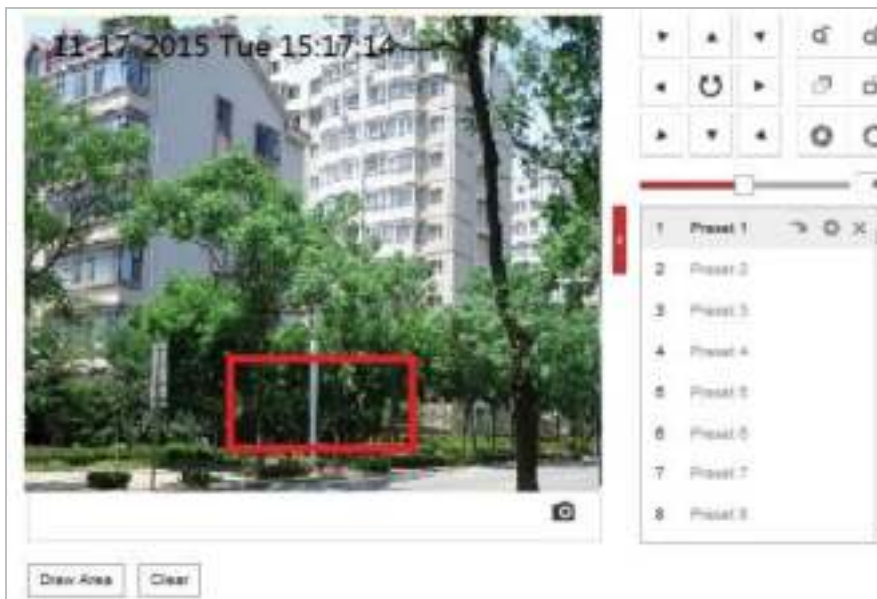 11-17-2015 Tue 15:17:14
1 Preset 1
2 Preset 2
3 Preset 3
4 Preset 4
5 Preset 5
6 Preset 6
7 Preset 7
8 Preset 8
Draw Area Clear